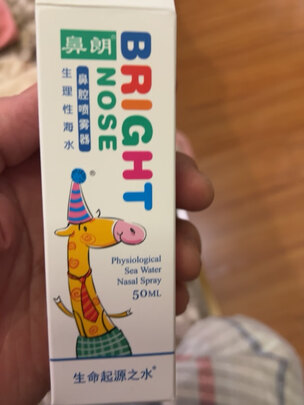 鼻朗
BRIGHT
NOSE
生理性海水
鼻腔喷雾器
®
Physiological
Sea Water
Nasal Spray
50ML
生命起源之水®